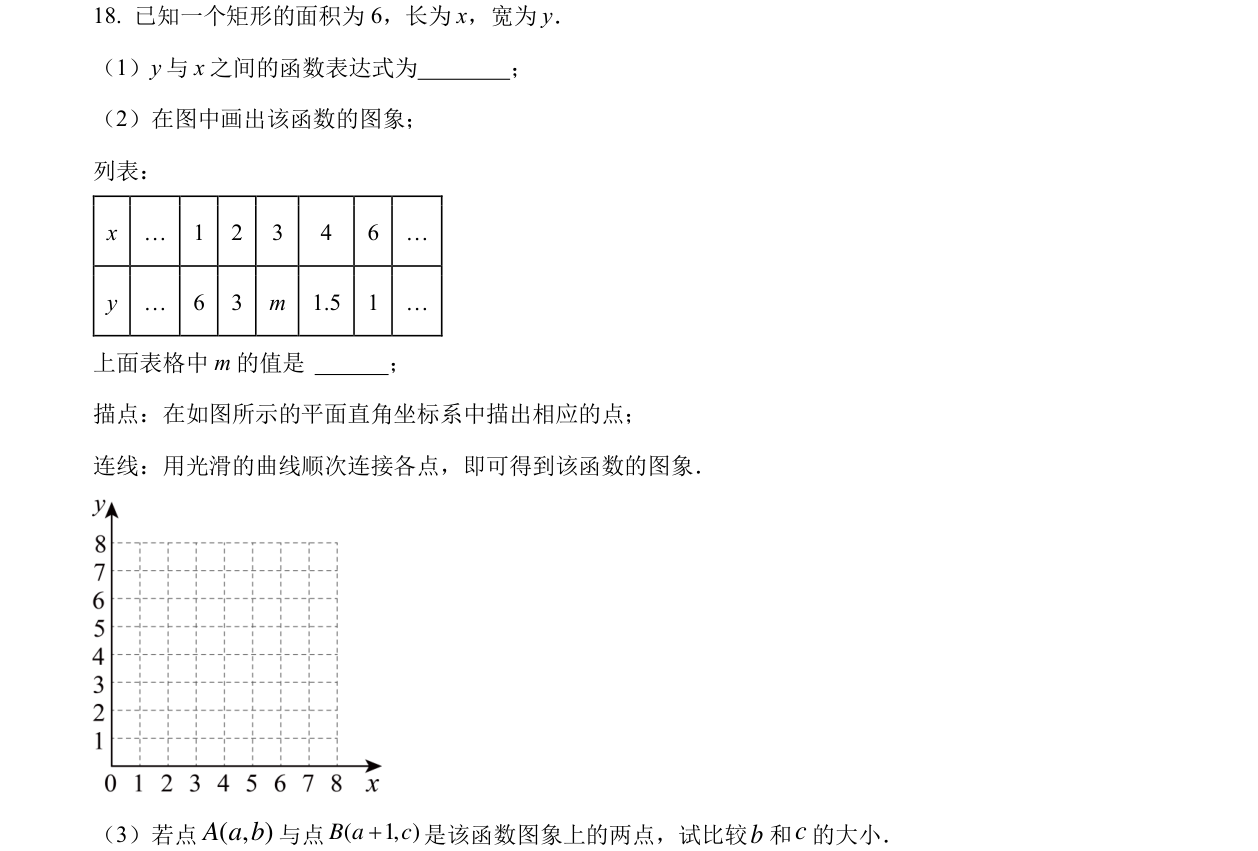 18. 已知一个矩形的面积为 6，长为 x，宽为 y．
（1）y 与 x 之间的函数表达式为________；
（2）在图中画出该函数的图象；
列表：
x … 1 2 3 4 6 …
y … 6 3 m 1.5 1 …
上面表格中 m 的值是 ______；
描点：在如图所示的平面直角坐标系中描出相应的点；
连线：用光滑的曲线顺次连接各点，即可得到该函数的图象．
y
8
7
6
5
4
3
2
1
0 1 2 3 4 5 6 7 8 x
（3）若点 A(a,b) 与点 B(a+1,c) 是该函数图象上的两点，试比较 b 和 c 的大小．